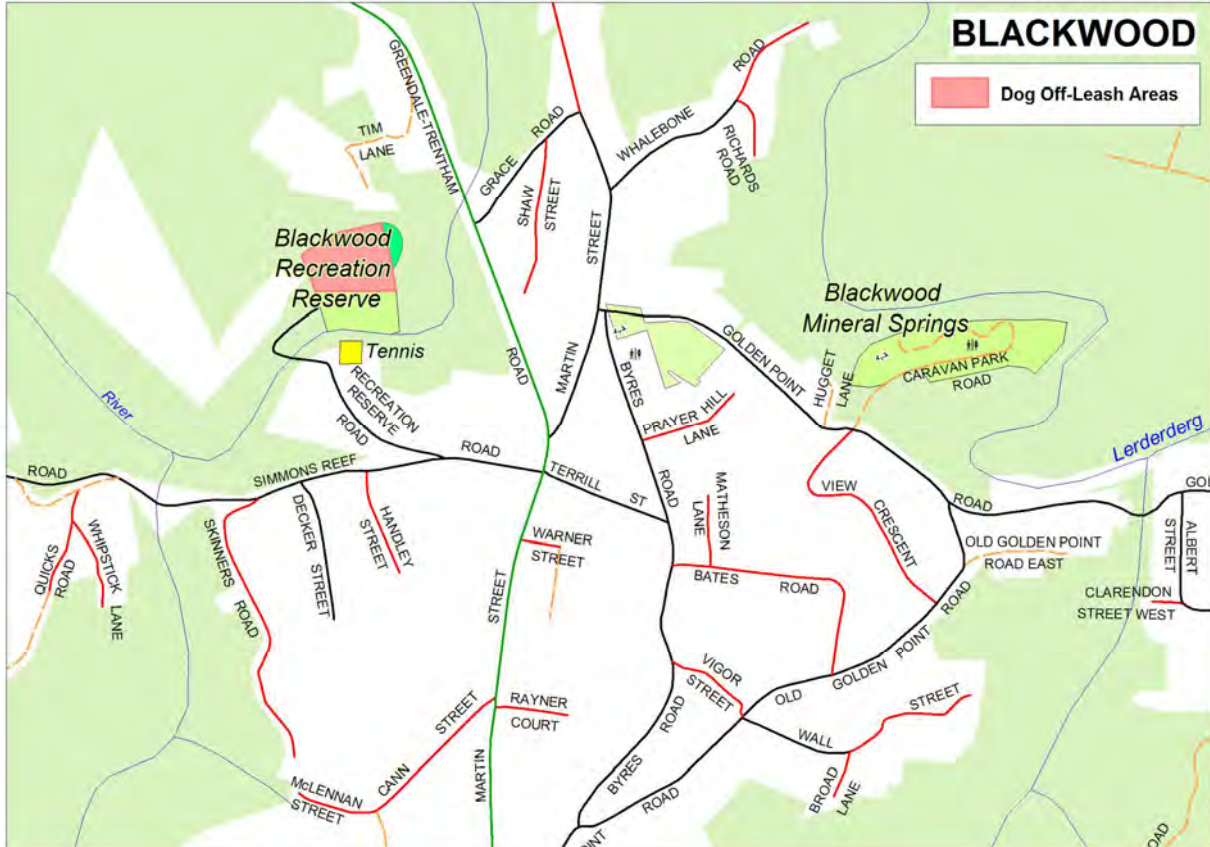 BLACKWOOD
Dog Off-Leash Areas
GREENDALE-TRENTHAM
ROAD
TIM
LANE
GRACE
ROAD
SHAW
STREET
WHALEBONE
ROAD
RICHARDS
ROAD
MARTIN
STREET
Blackwood
Recreation
Reserve
Tennis
RECREATION
RESERVE
ROAD
River
Blackwood
Mineral Springs
CARAVAN PARK
ROAD
HUGGET
LANE
GOLDEN POINT
ROAD
BYRES
ROAD
PRAYER HILL
LANE
Lerderderg
ROAD
SIMMONS REEF
ROAD
TERRILL
ST
DECKER
STREET
HANDLEY
STREET
SKINNERS
ROAD
QUICKS
ROAD
WHIPSTICK
LANE
WARNER
STREET
MATHESON
LANE
BATES
ROAD
VIEW
CRESCENT
OLD GOLDEN POINT
ROAD EAST
GOL
ALBERT
STREET
CLARENDON
STREET WEST
STREET
MARTIN
VIGOR
STREET
OLD
GOLDEN
POINT
ROAD
RAYNER
COURT
CANN
STREET
McLENNAN
STREET
BYRES
ROAD
WALL
STREET
BROAD
LANE
INT
ROAD
OAD